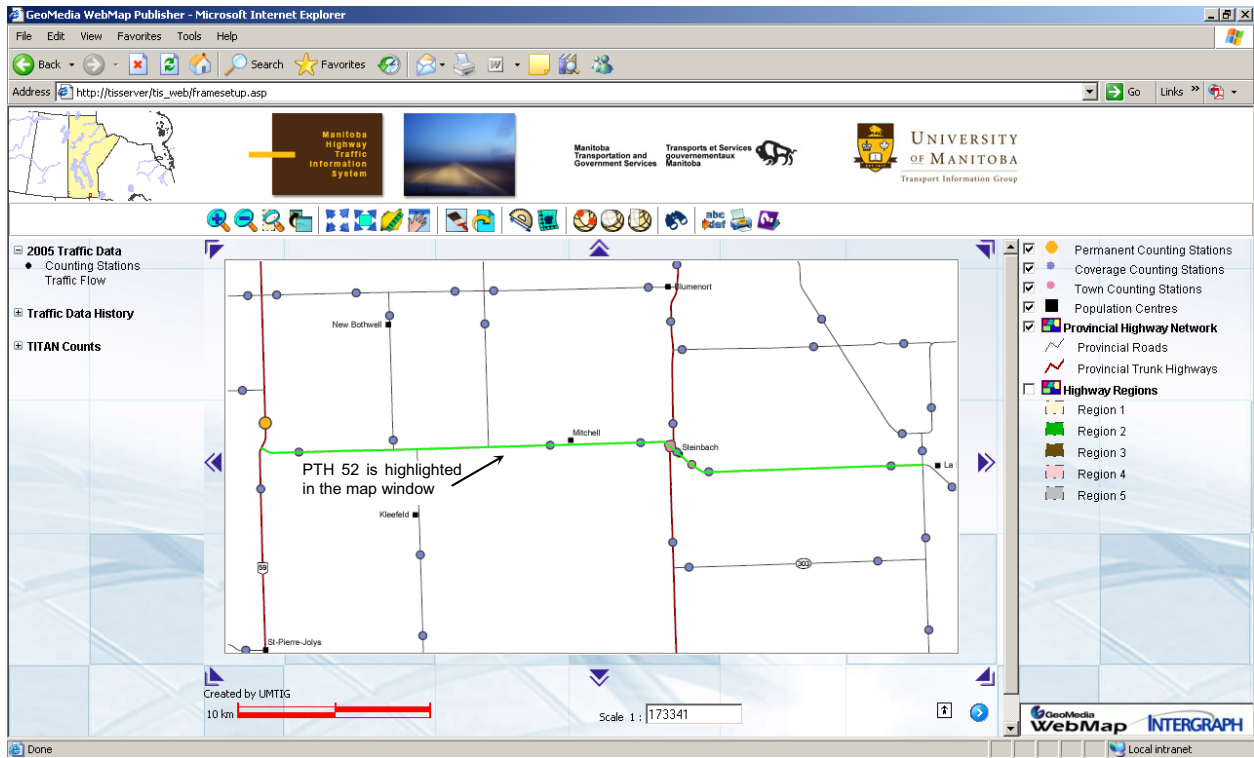 GeoMedia WebMap Publisher - Microsoft Internet Explorer
File Edit View Favorites Tools Help
Back Search Favorites
Address http://tisserver/tis_web/framesetup.asp Go Links »
Manitoba
Highway
Traffic
Information
System
Manitoba
Transportation and
Government Services
Transports et Services
gouvernementaux
Manitoba
UNIVERSITY
OF MANITOBA
Transport Information Group
abc
def
2005 Traffic Data
Counting Stations
Traffic Flow
Traffic Data History
TITAN Counts
Blumenort
New Bothwell
Mitchell
Steinbach
La
PTH 52 is highlighted
in the map window
Kleefeld
59
303
St-Pierre-Jolys
Permanent Counting Stations
Coverage Counting Stations
Town Counting Stations
Population Centres
Provincial Highway Network
Provincial Roads
Provincial Trunk Highways
Highway Regions
Region 1
Region 2
Region 3
Region 4
Region 5
Created by UMTIG
10 km
Scale 1 : 173341
GeoMedia
WebMap
INTERGRAPH
Done
Local intranet